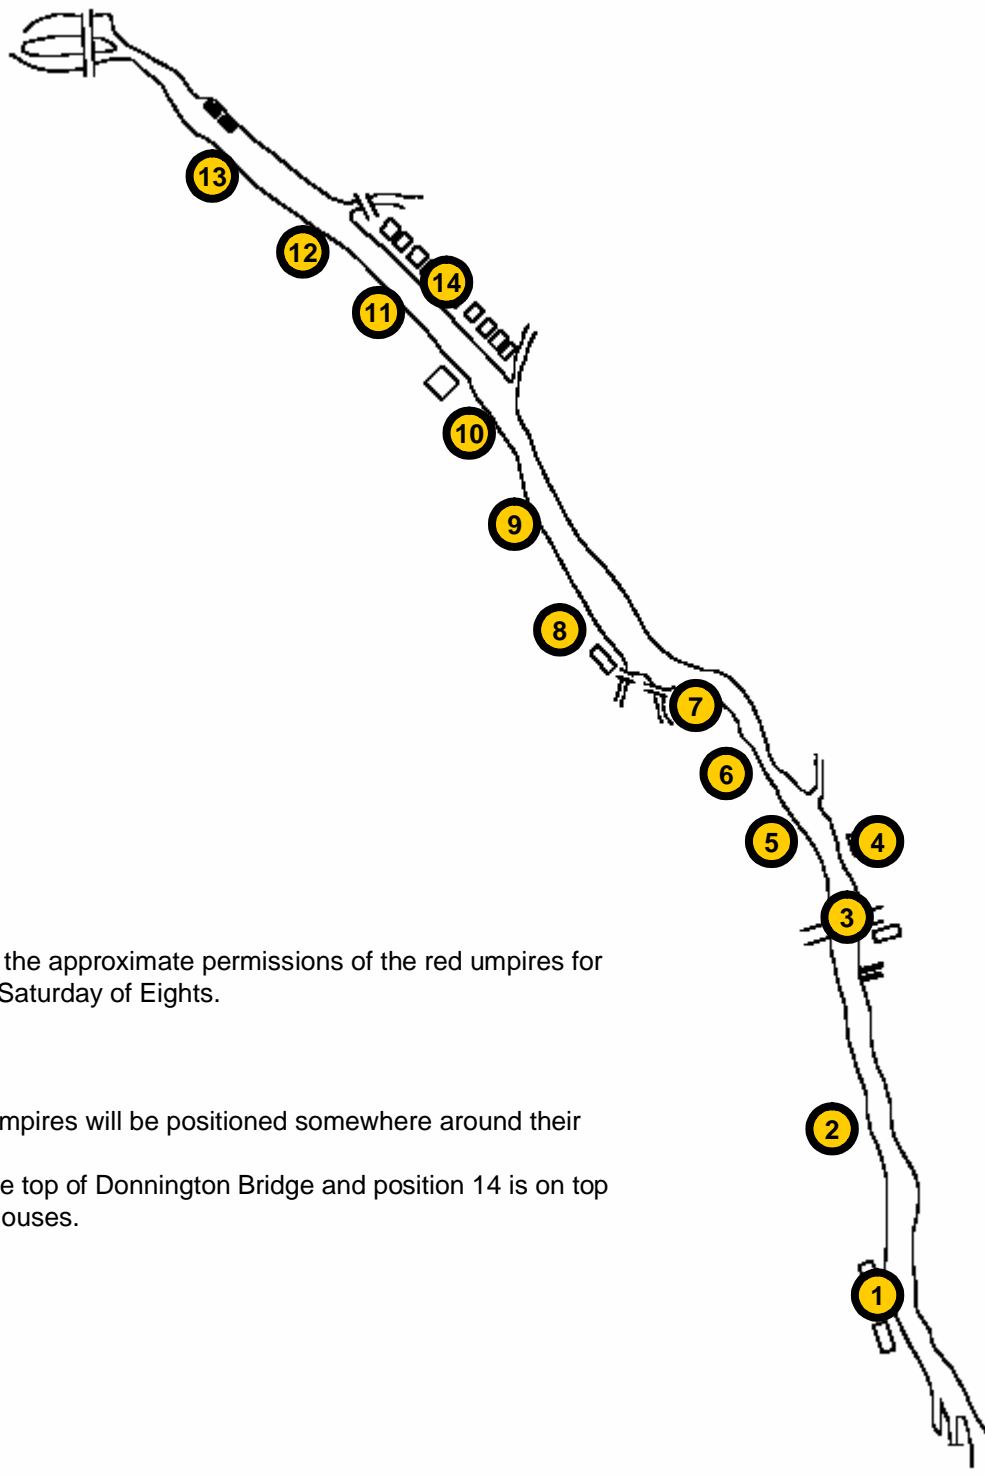 13
12
14
11
10
9
8
7
6
5
4
3
the approximate permissions of the red umpires for
Saturday of Eights.
2
mpires will be positioned somewhere around their
e top of Donnington Bridge and position 14 is on top
ouses.
1